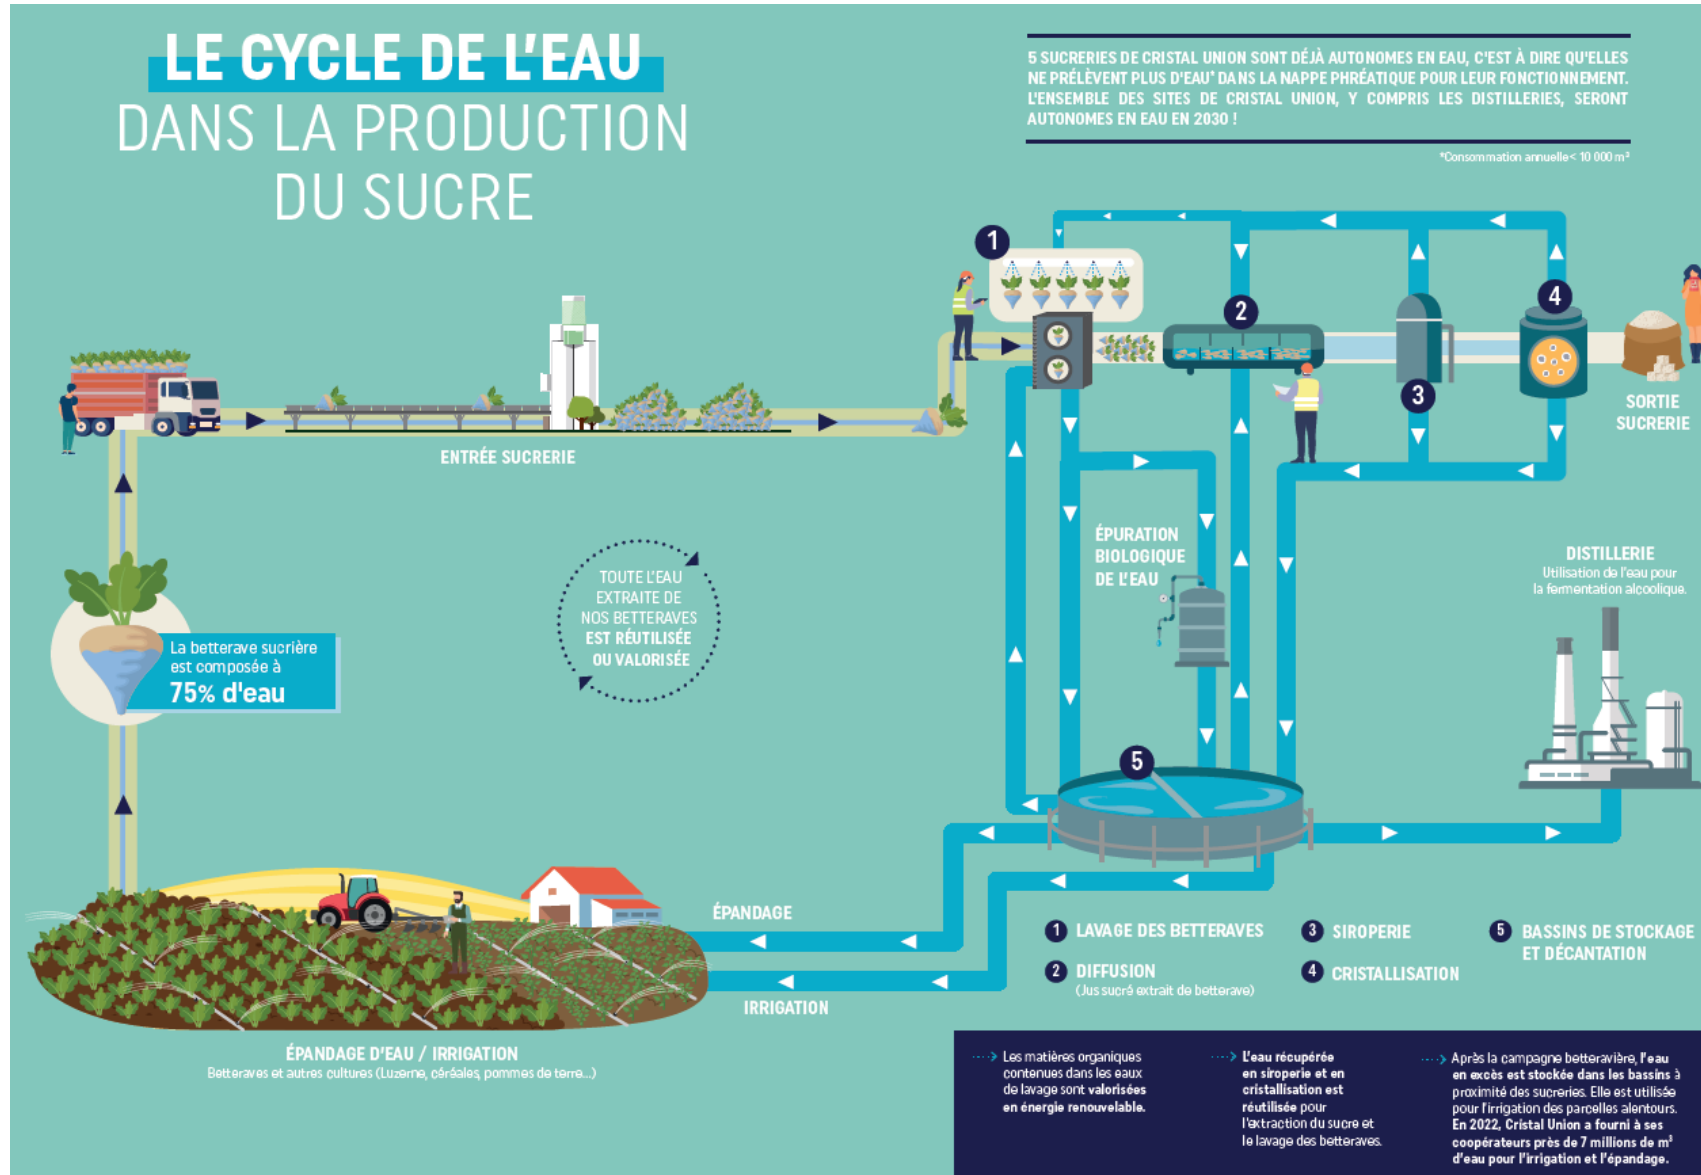 LE CYCLE DE L'EAU
DANS LA PRODUCTION
DU SUCRE
5 SUCRERIES DE CRISTAL UNION SONT DÉJÀ AUTONOMES EN EAU, C'EST À DIRE QU'ELLES
NE PRÉLÈVENT PLUS D'EAU* DANS LA NAPPE PHRÉATIQUE POUR LEUR FONCTIONNEMENT.
L'ENSEMBLE DES SITES DE CRISTAL UNION, Y COMPRIS LES DISTILLERIES, SERONT
AUTONOMES EN EAU EN 2030 !
*Consommation annuelle< 10 000 m³
1
2
3
4
SORTIE
SUCRERIE
ENTRÉE SUCRERIE
ÉPURATION
BIOLOGIQUE
DE L'EAU
DISTILLERIE
Utilisation de l'eau pour
la fermentation alcoolique.
TOUTE L'EAU
EXTRAITE DE
NOS BETTERAVES
EST RÉUTILISÉE
OU VALORISÉE
La betterave sucrière
est composée à
75% d'eau
5
ÉPANDAGE
IRRIGATION
ÉPANDAGE D'EAU / IRRIGATION
Betteraves et autres cultures (Luzerne, céréales, pommes de terre...)
1 LAVAGE DES BETTERAVES
2 DIFFUSION
(Jus sucré extrait de betterave)
3 SIROPERIE
4 CRISTALLISATION
5 BASSINS DE STOCKAGE
ET DÉCANTATION
Les matières organiques
contenues dans les eaux
de lavage sont valorisées
en énergie renouvelable.
L'eau récupérée
en siroperie et en
cristallisation est
réutilisée pour
l'extraction du sucre et
le lavage des betteraves.
Après la campagne betteravière, l'eau
en excès est stockée dans les bassins à
proximité des sucreries. Elle est utilisée
pour l'irrigation des parcelles alentours.
En 2022, Cristal Union a fourni à ses
coopérateurs près de 7 millions de m³
d'eau pour l'irrigation et l'épandage.